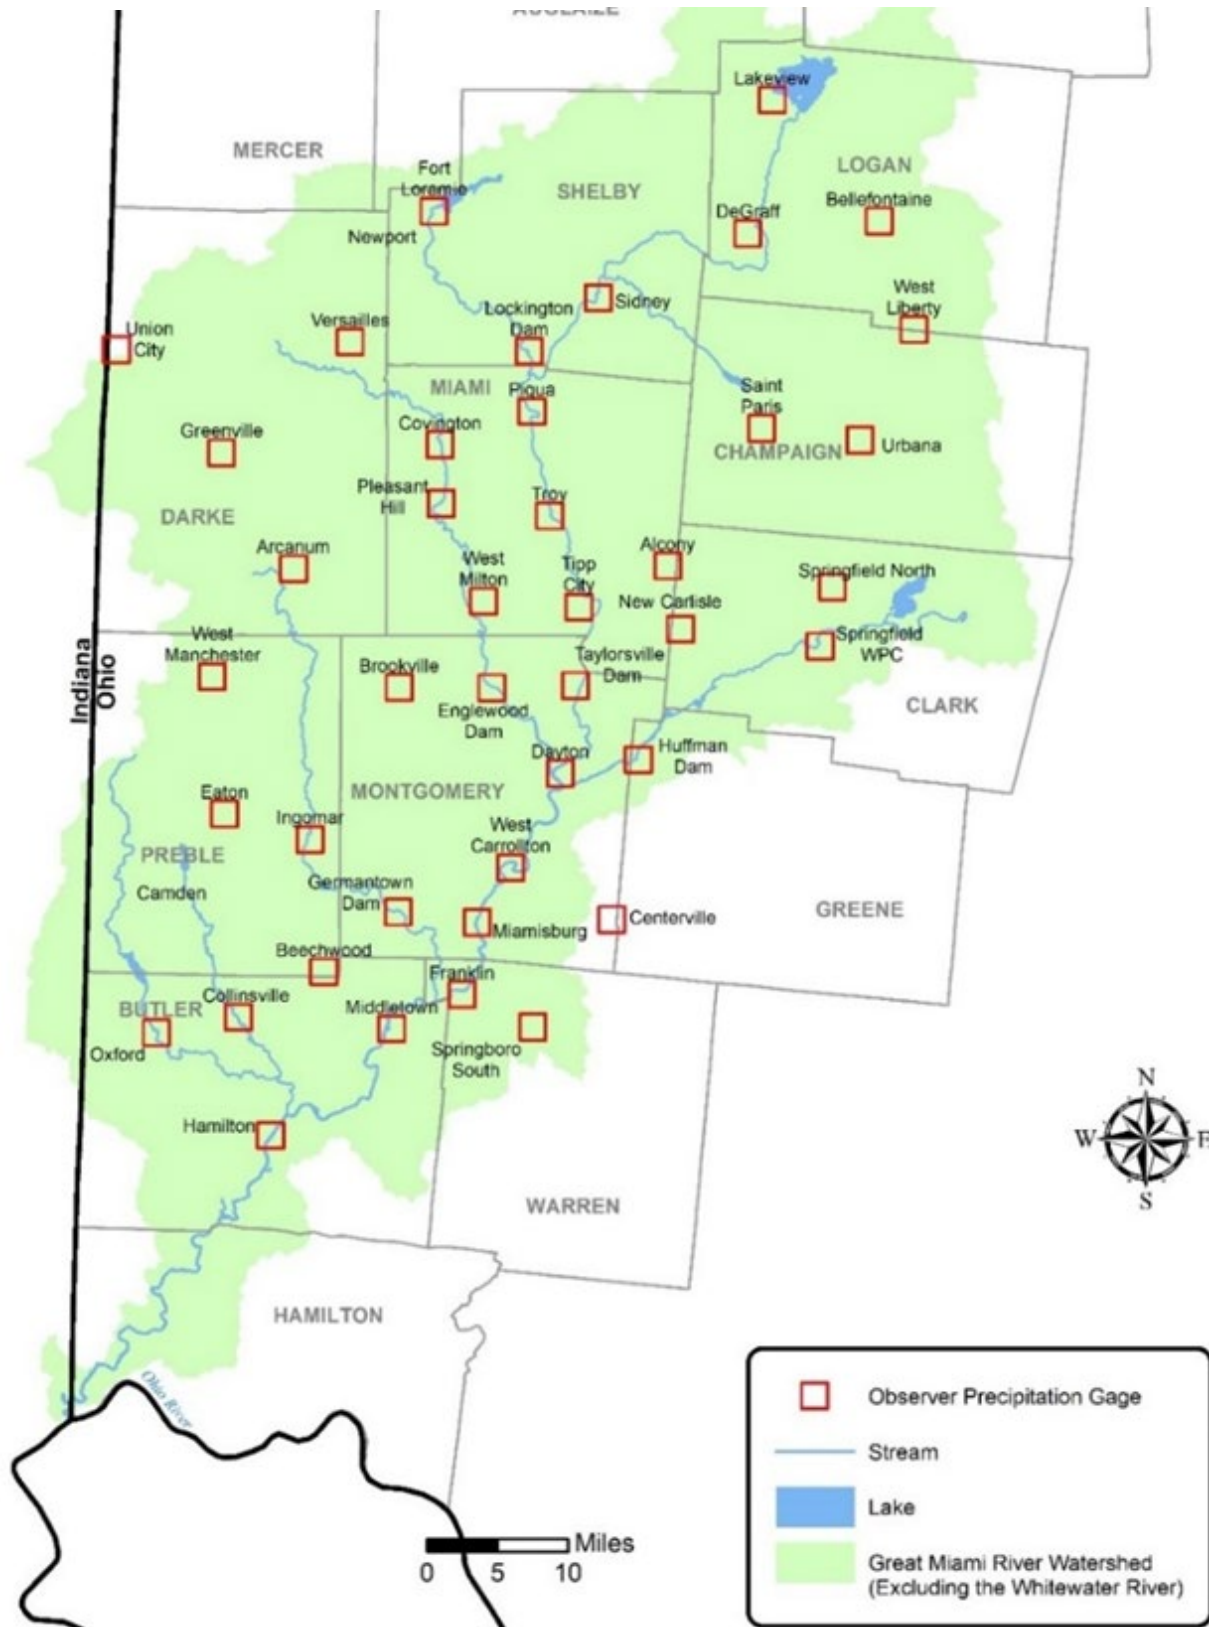 AUGLAIZE
Lakeview
MERCER
LOGAN
Fort
Loramie
SHELBY
Bellefontaine
DeGraff
Newport
West
Liberty
Lockington
Dam
Sidney
Versailles
Union
City
MIAMI
Piqua
Saint
Paris
Covington
Greenville
CHAMPAIGN
Urbana
Pleasant
Hill
Troy
DARKE
Arcanum
West
Milton
Tipp
City
Alcony
Springfield North
New Carlisle
West
Manchester
Springfield
WPC
Taylorsville
Dam
Brookville
Indiana
Ohio
Englewood
Dam
CLARK
Dayton
Huffman
Dam
Eaton
MONTGOMERY
Ingomar
West
Carrollton
PREBLE
Camden
Germantown
Dam
GREENE
Centerville
Miamisburg
Beechwood
Franklin
Collinsville
BUTLER
Middletown
Oxford
Springboro
South
N
W
E
S
Hamilton
WARREN
HAMILTON
Ohio River
Observer Precipitation Gage
Stream
Lake
Great Miami River Watershed
(Excluding the Whitewater River)
Miles
0 5 10